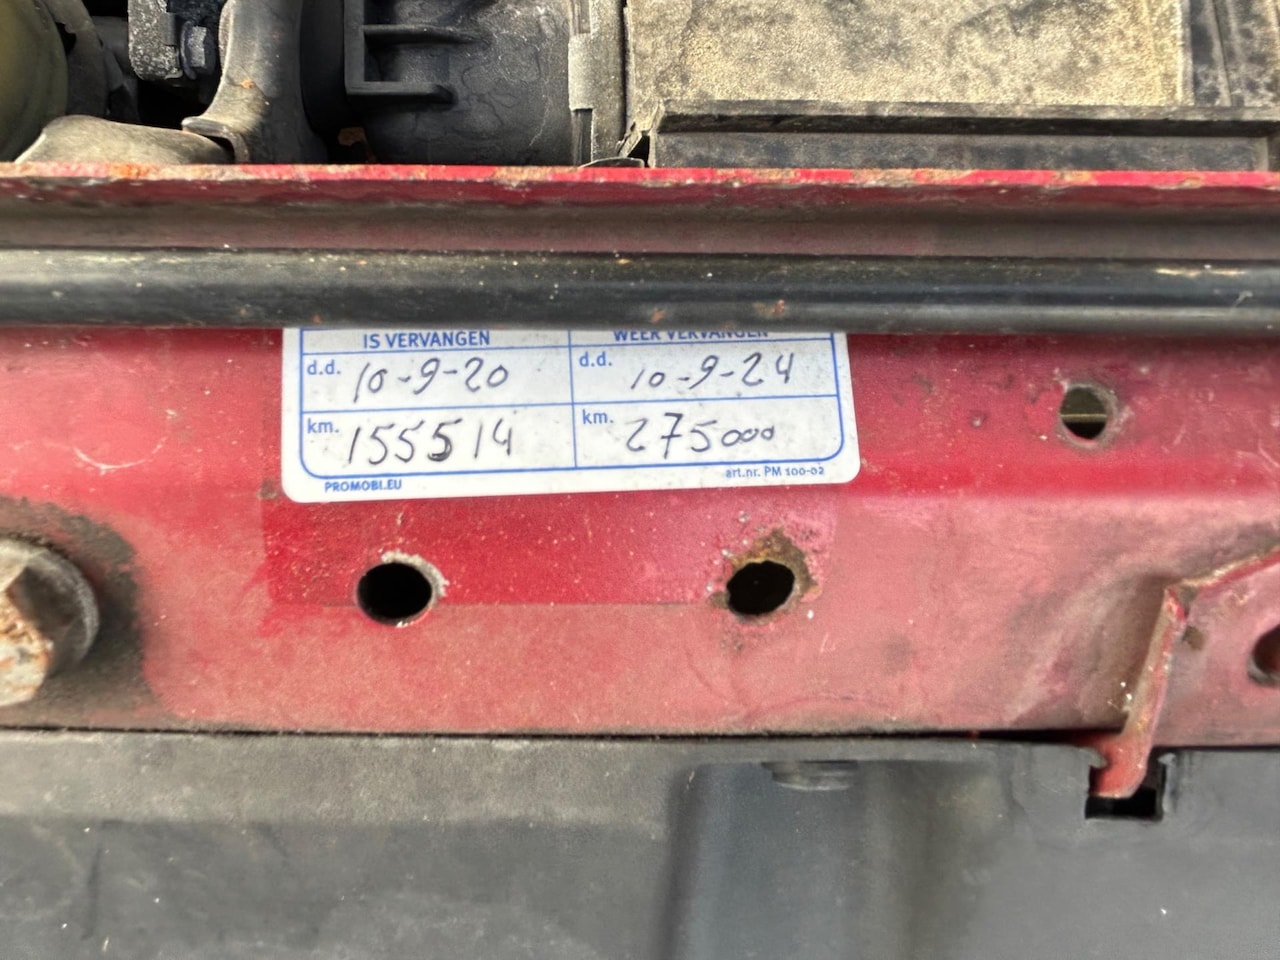 IS VERVANGEN WEER VERVANGEN
d.d. 10-9-20 d.d. 10-9-24
km. 155514 km. 275000
PROMOBI.EU art.nr. PM 100-02